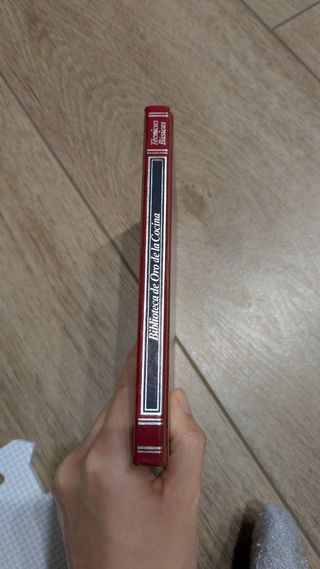 Técnicas
Básicas
Biblioteca de Oro de la Cocina